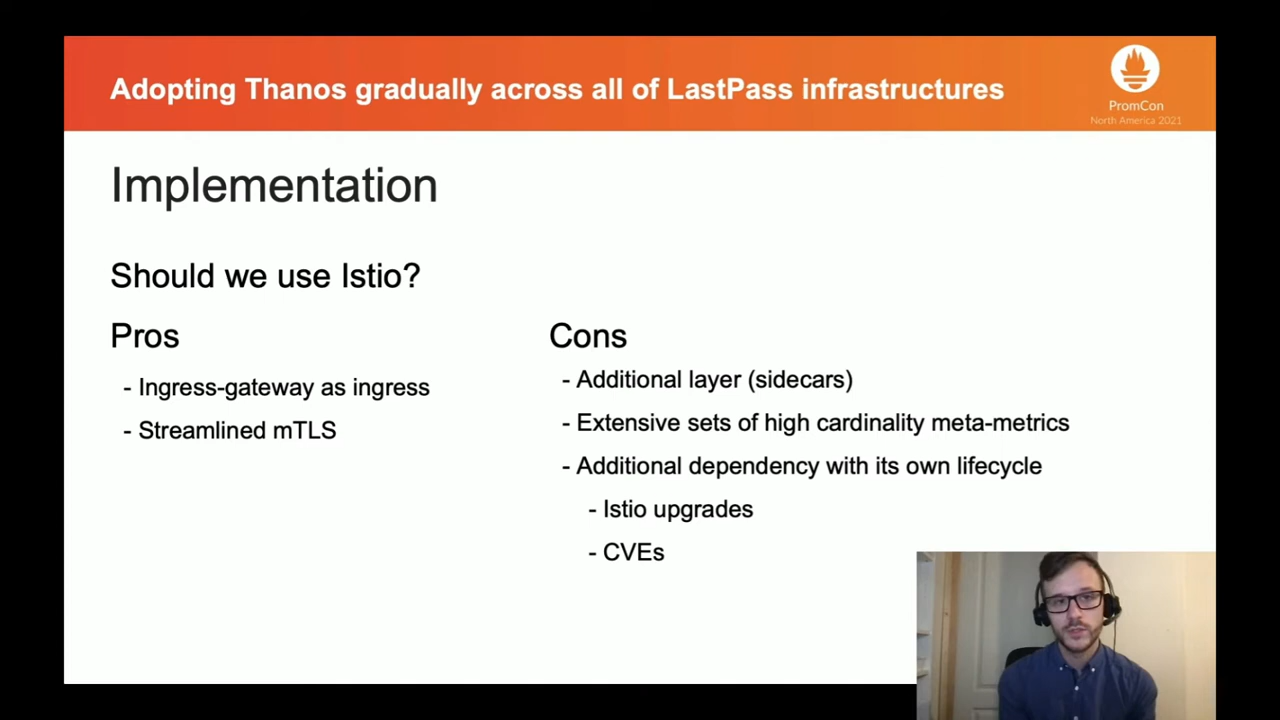 Adopting Thanos gradually across all of LastPass infrastructures
PromCon
North America 2021
Implementation
Should we use Istio?
Pros
- Ingress-gateway as ingress
- Streamlined mTLS
Cons
- Additional layer (sidecars)
- Extensive sets of high cardinality meta-metrics
- Additional dependency with its own lifecycle
- Istio upgrades
- CVEs